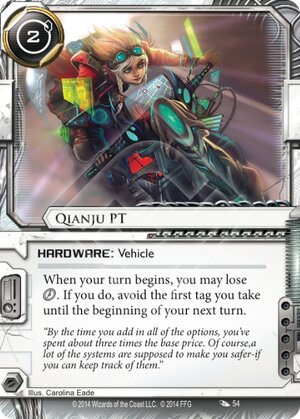 2
Qianju PT
HARDWARE: Vehicle
When your turn begins, you may lose
. If you do, avoid the first tag you take
until the beginning of your next turn.
"By the time you add in all of the options, you've
spent about three times the base price. Of course,a
lot of the systems are supposed to make you safer-if
you can keep track of them."
Illus. Carolina Eade
© 2014 Wizards of the Coast LLC. © 2014 FFG 54